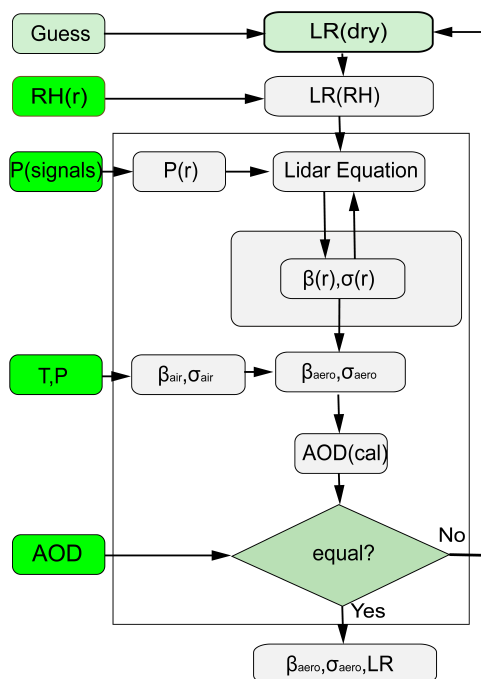 Guess
LR(dry)
RH(r)
LR(RH)
P(signals)
P(r)
Lidar Equation
β(r),σ(r)
T,P
βair,σair
βaero,σaero
AOD(cal)
AOD
equal?
No
Yes
βaero,σaero,LR